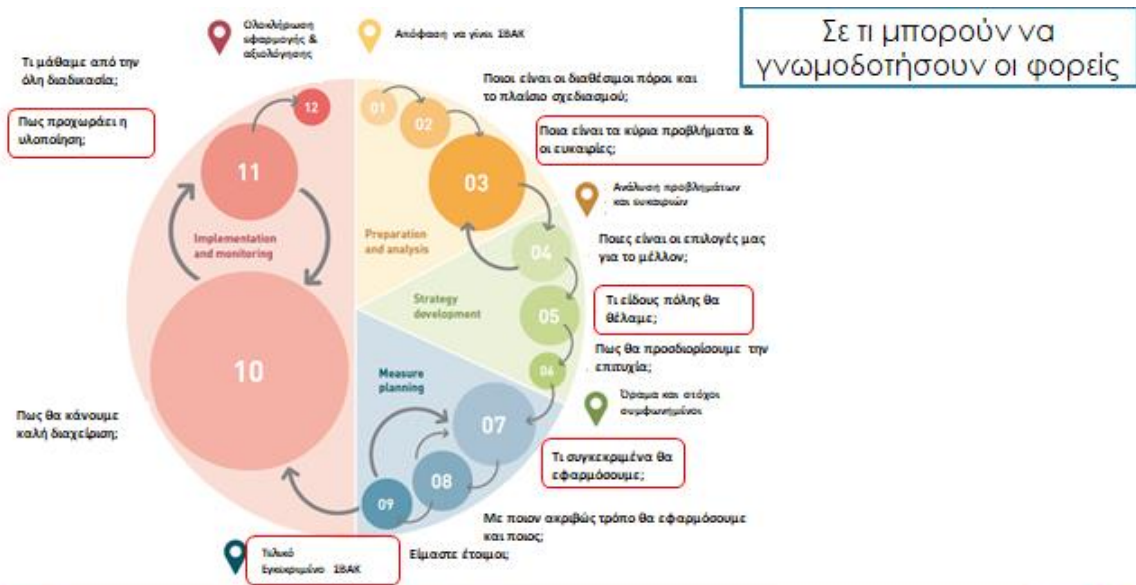 Σε τι μπορούν να
γνωμοδοτήσουν οι φορείς
Ολοκλήρωση
εφαρμογής &
αξιολόγησης
Απόφαση να γίνει ΣΒΑΚ
Τι μάθαμε από την
όλη διαδικασία;
Πως προχωράει η
υλοποίηση;
Ποιοι είναι οι διαθέσιμοι πόροι και
το πλαίσιο σχεδιασμού;
Ποια είναι τα κύρια προβλήματα &
οι ευκαιρίες;
Ανάλυση προβλημάτων
και ευκαιριών
Ποιες είναι οι επιλογές μας
για το μέλλον;
Τι είδους πόλης θα
θέλαμε;
Πως θα προσδιορίσουμε την
επιτυχία;
Όραμα και στόχοι
συμφωνημένοι
Τι συγκεκριμένα θα
εφαρμόσουμε;
Με ποιον ακριβώς τρόπο θα εφαρμόσουμε
και ποιος;
Είμαστε έτοιμοι;
Τελικό
Εγκεκριμένο ΣΒΑΚ
Πως θα κάνουμε
καλή διαχείριση;
Preparation
and analysis
Strategy
development
Measure
planning
Implementation
and monitoring
01
02
03
04
05
06
07
08
09
10
11
12